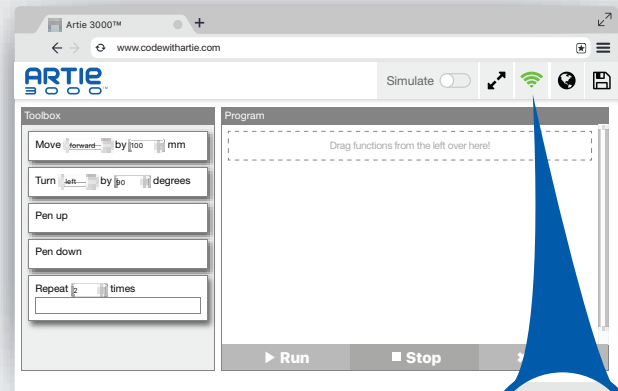 Artie 3000™
www.codewithartie.com
ARTIE
3000™
Simulate
Toolbox
Program
Move forward by 100 mm
Drag functions from the left over here!
Turn left by 90 degrees
Pen up
Pen down
Repeat 2 times
Run
Stop